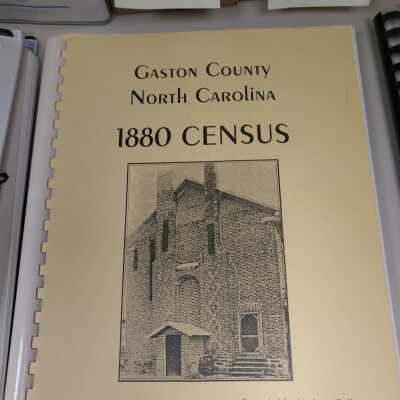 Gaston County
North Carolina
1880 CENSUS